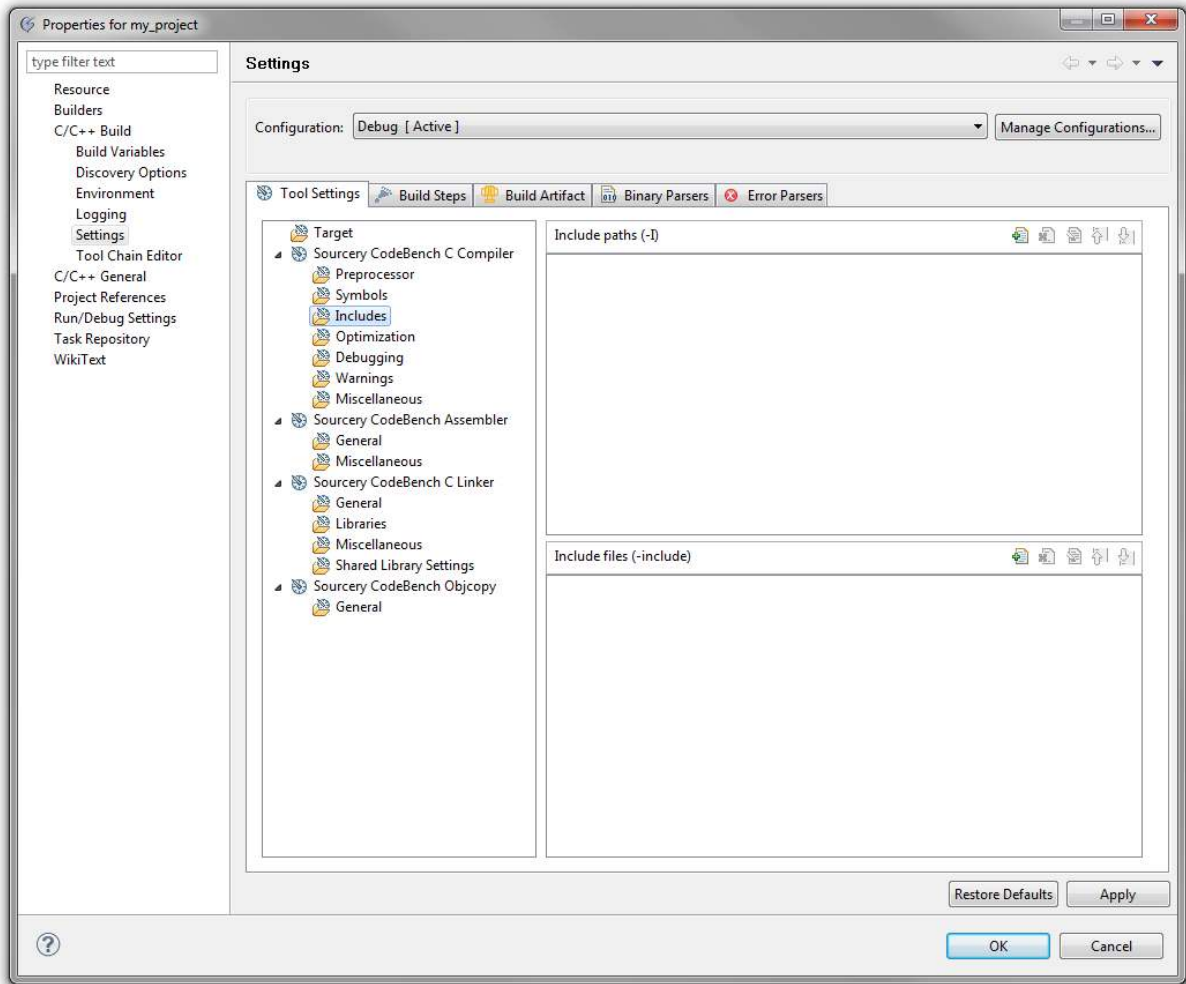 Properties for my_project
type filter text
Resource
Builders
C/C++ Build
Build Variables
Discovery Options
Environment
Logging
Settings
Tool Chain Editor
C/C++ General
Project References
Run/Debug Settings
Task Repository
WikiText
Settings
Configuration: Debug [ Active ]
Manage Configurations...
Tool Settings
Build Steps
Build Artifact
Binary Parsers
Error Parsers
Target
Sourcery CodeBench C Compiler
Preprocessor
Symbols
Includes
Optimization
Debugging
Warnings
Miscellaneous
Sourcery CodeBench Assembler
General
Miscellaneous
Sourcery CodeBench C Linker
General
Libraries
Miscellaneous
Shared Library Settings
Sourcery CodeBench Objcopy
General
Include paths (-I)
Include files (-include)
Restore Defaults
Apply
OK
Cancel